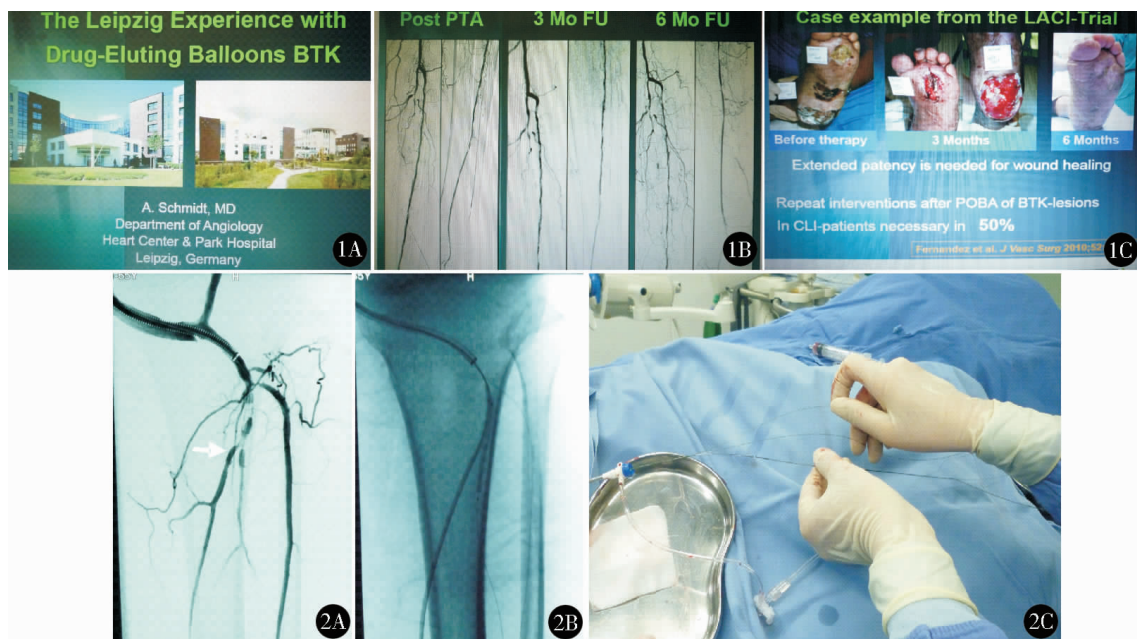 The Leipzig Experience with
Drug-Eluting Balloons BTK
A. Schmidt, MD
Department of Angiology
Heart Center & Park Hospital
Leipzig, Germany
1A
Post PTA
3 Mo FU
6 Mo FU
1B
Case example from the LACI-Trial
Before therapy
3 Months
6 Months
Extended patency is needed for wound healing
Repeat interventions after POBA of BTK-lesions
In CLI-patients necessary in 50%
Fernandez et al. J Vasc Surg 2010;52:
1C
H
2A
H
2B
2C